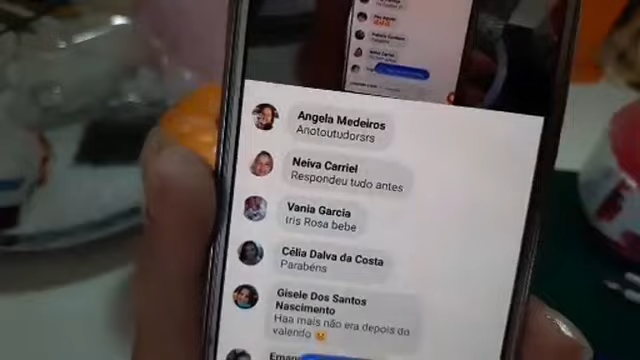 Angela Medeiros
Anotoutudorsrs
Neiva Carriel
Respondeu tudo antes
Vania Garcia
Iris Rosa bebe
Célia Dalva da Costa
Parabéns
Gisele Dos Santos
Nascimento
Haa mais não era depois do
valendo 😕